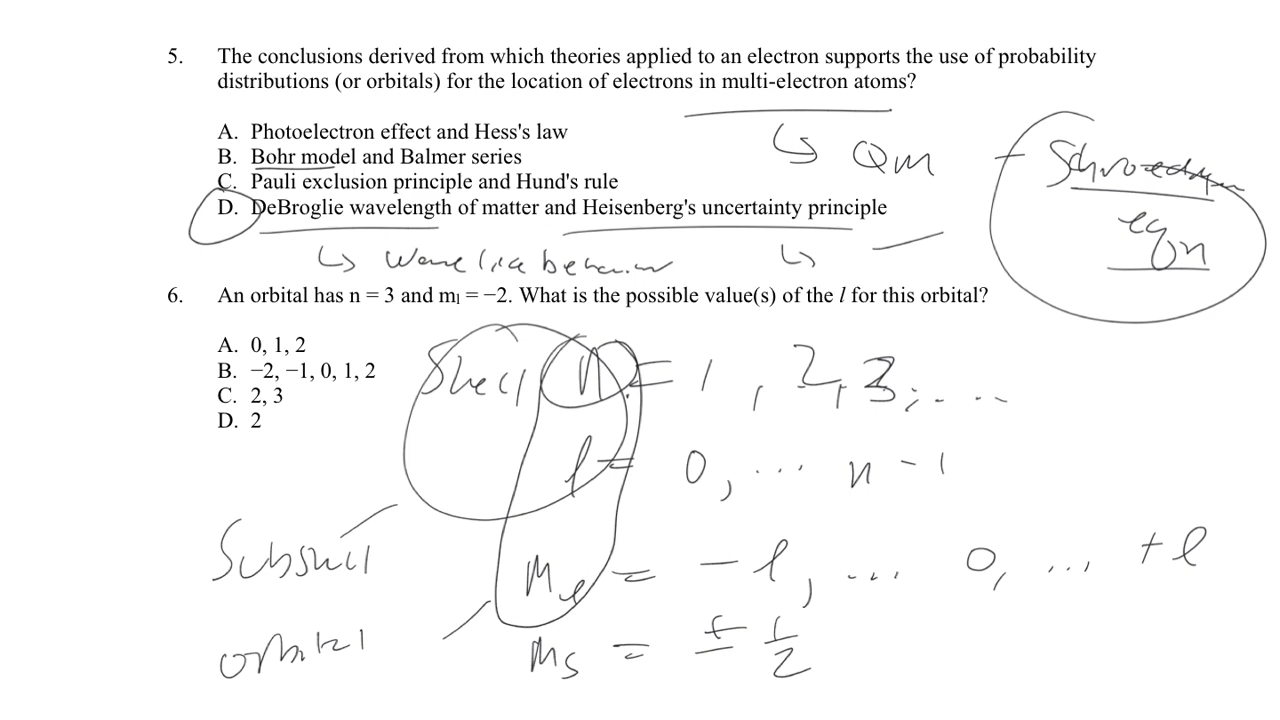 5. The conclusions derived from which theories applied to an electron supports the use of probability
distributions (or orbitals) for the location of electrons in multi-electron atoms?
A. Photoelectron effect and Hess's law
B. Bohr model and Balmer series
C. Pauli exclusion principle and Hund's rule
D. DeBroglie wavelength of matter and Heisenberg's uncertainty principle
↳ QM
Schroedger
eqn
↳ Wave like behavior
↳
6. An orbital has n = 3 and mₗ = −2. What is the possible value(s) of the l for this orbital?
A. 0, 1, 2
B. −2, −1, 0, 1, 2
C. 2, 3
D. 2
Shell n = 1, 2, 3, ...
l = 0, ... n - 1
Subshell
mℓ = - l, ... 0, ... + l
orbital
ms = ± 1/2